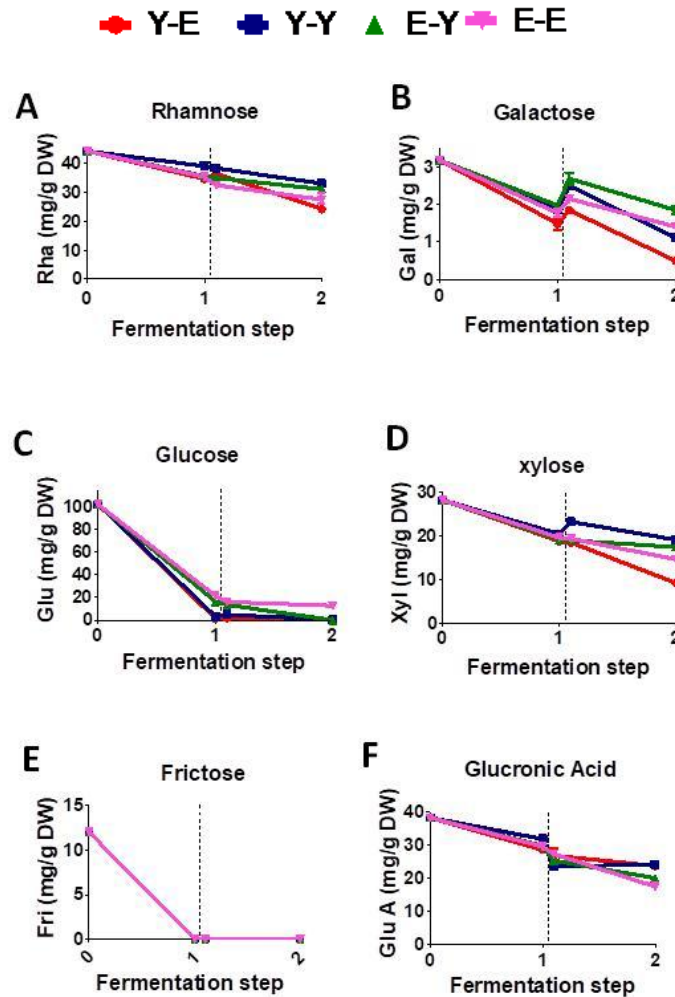 Y-E Y-Y E-Y E-E
A
Rhamnose
Rha (mg/g DW)
40
30
20
10
0
0 1 2
Fermentation step
B
Galactose
Gal (mg/g DW)
3
2
1
0
0 1 2
Fermentation step
C
Glucose
Glu (mg/g DW)
100
80
60
40
20
0
0 1 2
Fermentation step
D
xylose
Xyl (mg/g DW)
30
20
10
0
0 1 2
Fermentation step
E
Frictose
Fri (mg/g DW)
15
10
5
0
0 1 2
Fermentation step
F
Glucronic Acid
Glu A (mg/g DW)
40
30
20
10
0
0 1 2
Fermentation step